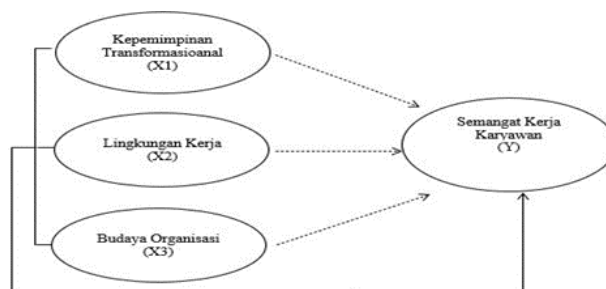 Kepemimpinan
Transformasioanal
(X1)
Lingkungan Kerja
(X2)
Budaya Organisasi
(X3)
Semangat Kerja
Karyawan
(Y)